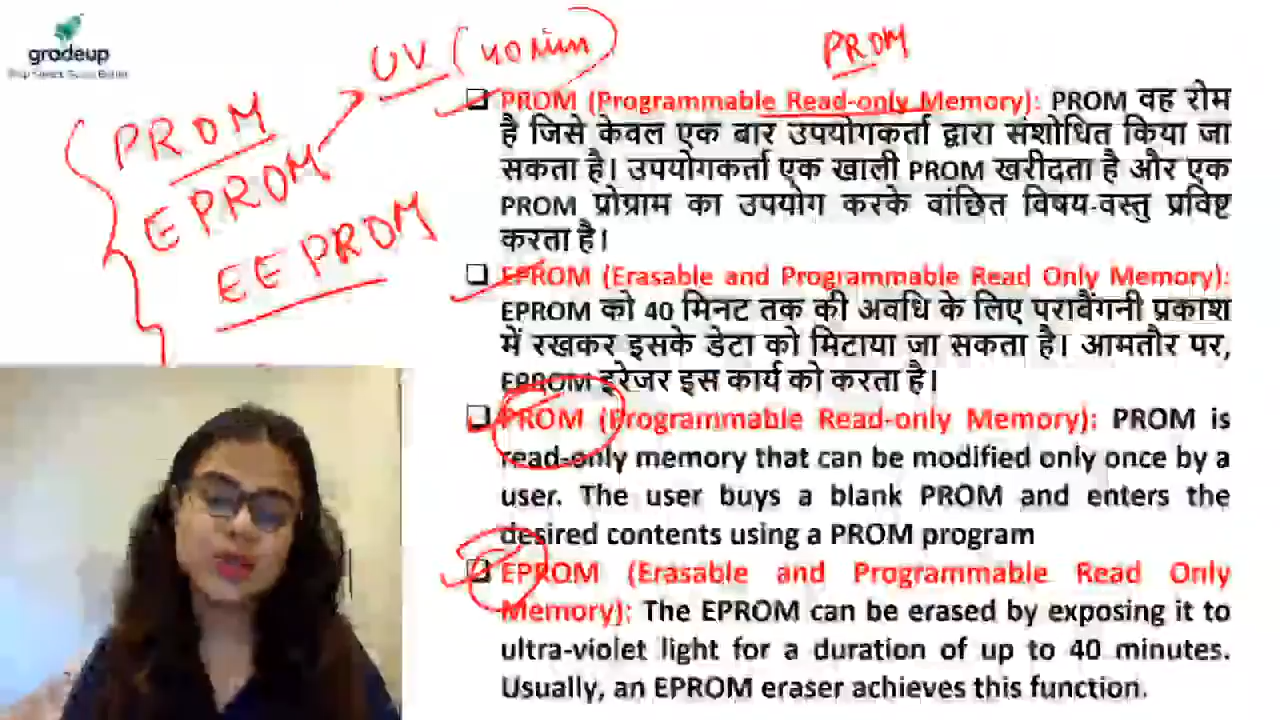 gradeup
UV (40 min)
PROM
PROM
EPROM
EEPROM
PROM (Programmable Read-only Memory): PROM वह रोम
है जिसे केवल एक बार उपयोगकर्ता द्वारा संशोधित किया जा
सकता है। उपयोगकर्ता एक खाली PROM खरीदता है और एक
PROM प्रोग्राम का उपयोग करके वांछित विषय-वस्तु प्रविष्ट
करता है।
EPROM (Erasable and Programmable Read Only Memory):
EPROM को 40 मिनट तक की अवधि के लिए पराबैंगनी प्रकाश
में रखकर इसके डेटा को मिटाया जा सकता है। आमतौर पर,
EPROM इरेजर इस कार्य को करता है।
PROM (Programmable Read-only Memory): PROM is
read-only memory that can be modified only once by a
user. The user buys a blank PROM and enters the
desired contents using a PROM program
EPROM (Erasable and Programmable Read Only
Memory): The EPROM can be erased by exposing it to
ultra-violet light for a duration of up to 40 minutes.
Usually, an EPROM eraser achieves this function.